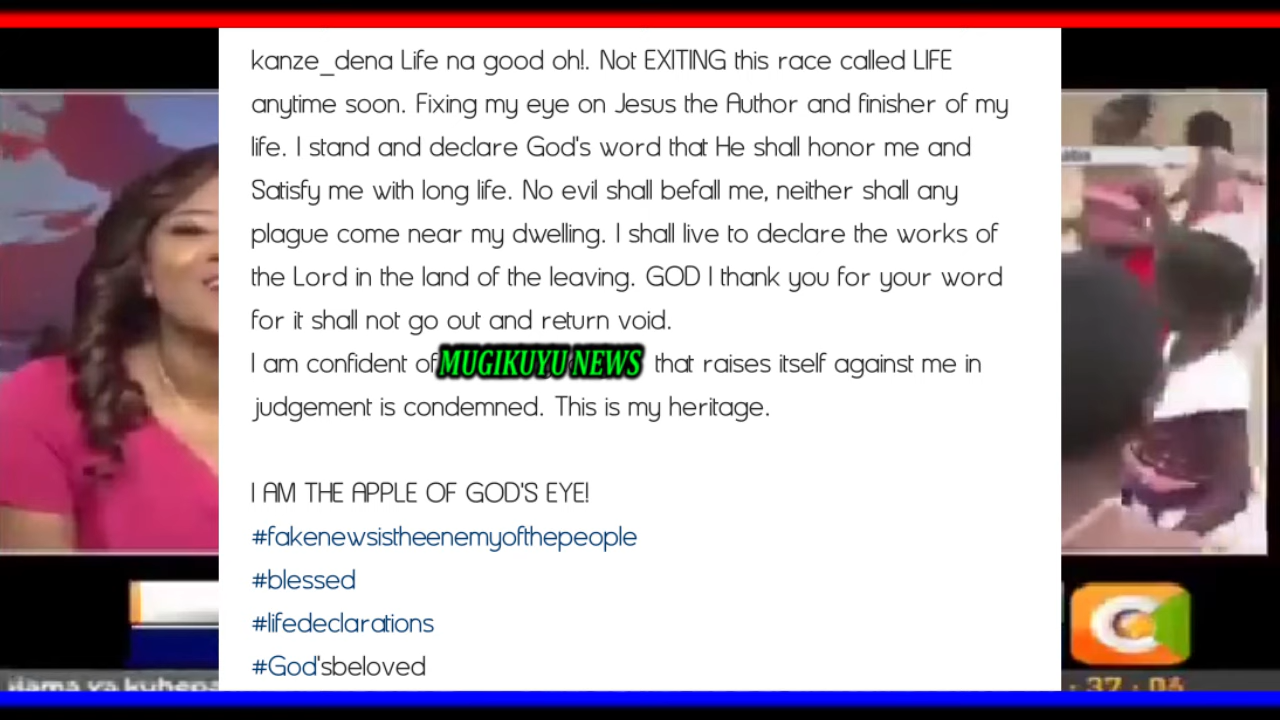 kanze_dena Life na good oh!. Not EXITING this race called LIFE
anytime soon. Fixing my eye on Jesus the Author and finisher of my
life. I stand and declare God's word that He shall honor me and
Satisfy me with long life. No evil shall befall me, neither shall any
plague come near my dwelling. I shall live to declare the works of
the Lord in the land of the leaving. GOD I thank you for your word
for it shall not go out and return void.
I am confident of MUGIKUYU NEWS that raises itself against me in
judgement is condemned. This is my heritage.
I AM THE APPLE OF GOD'S EYE!
#fakenewsistheenemyofthepeople
#blessed
#lifedeclarations
#God'sbeloved